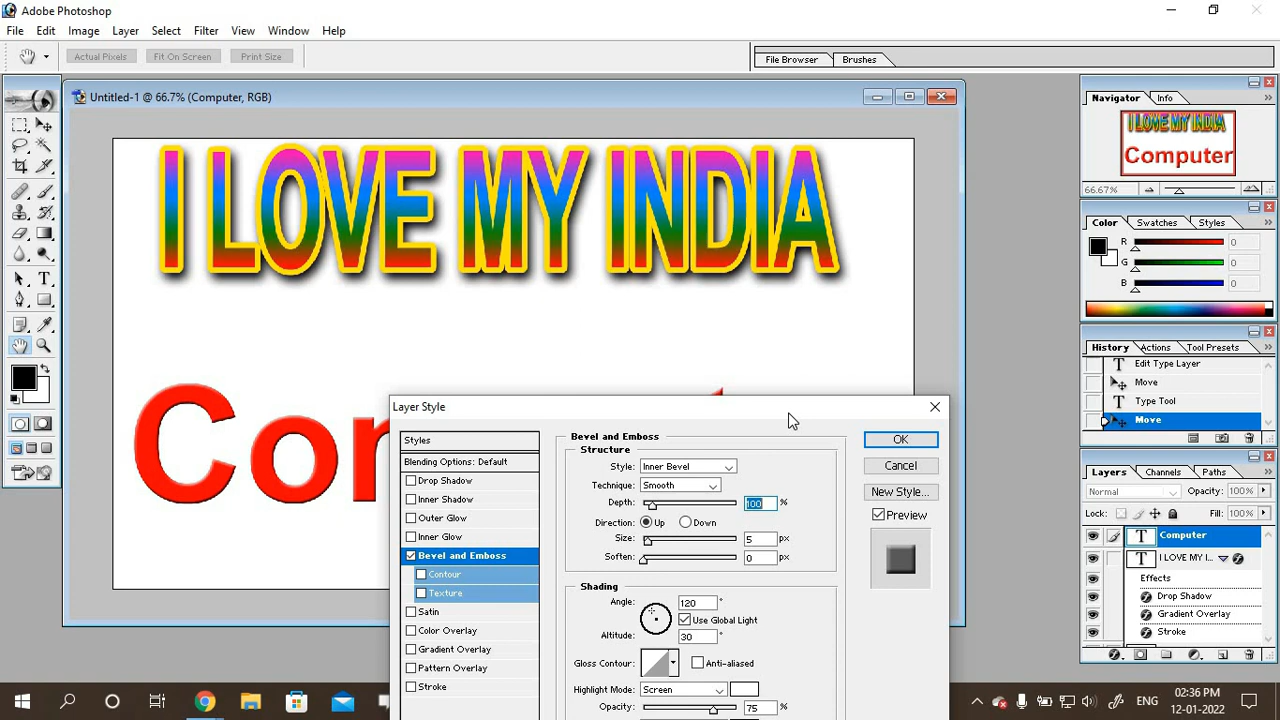 Adobe Photoshop
File Edit Image Layer Select Filter View Window Help
Actual Pixels Fit On Screen Print Size File Browser Brushes
Untitled-1 @ 66.7% (Computer, RGB)
I LOVE MY INDIA
Com
Layer Style
Styles
Blending Options: Default
Drop Shadow
Inner Shadow
Outer Glow
Inner Glow
Bevel and Emboss
Contour
Texture
Satin
Color Overlay
Gradient Overlay
Pattern Overlay
Stroke
Bevel and Emboss
Structure
Style: Inner Bevel
Technique: Smooth
Depth: 100 %
Direction: Up Down
Size: 5 px
Soften: 0 px
Shading
Angle: 120 °
Use Global Light
Altitude: 30 °
Gloss Contour: Anti-aliased
Highlight Mode: Screen
Opacity: 75 %
OK
Cancel
New Style...
Preview
Navigator Info
I LOVE MY INDIA
Computer
66.67%
Color Swatches Styles
R 0
G 0
B 0
History Actions Tool Presets
Edit Type Layer
Move
Type Tool
Move
Layers Channels Paths
Normal Opacity: 100%
Lock: Fill: 100%
Computer
I LOVE MY I...
Effects
Drop Shadow
Gradient Overlay
Stroke
ENG
02:36 PM
12-01-2022